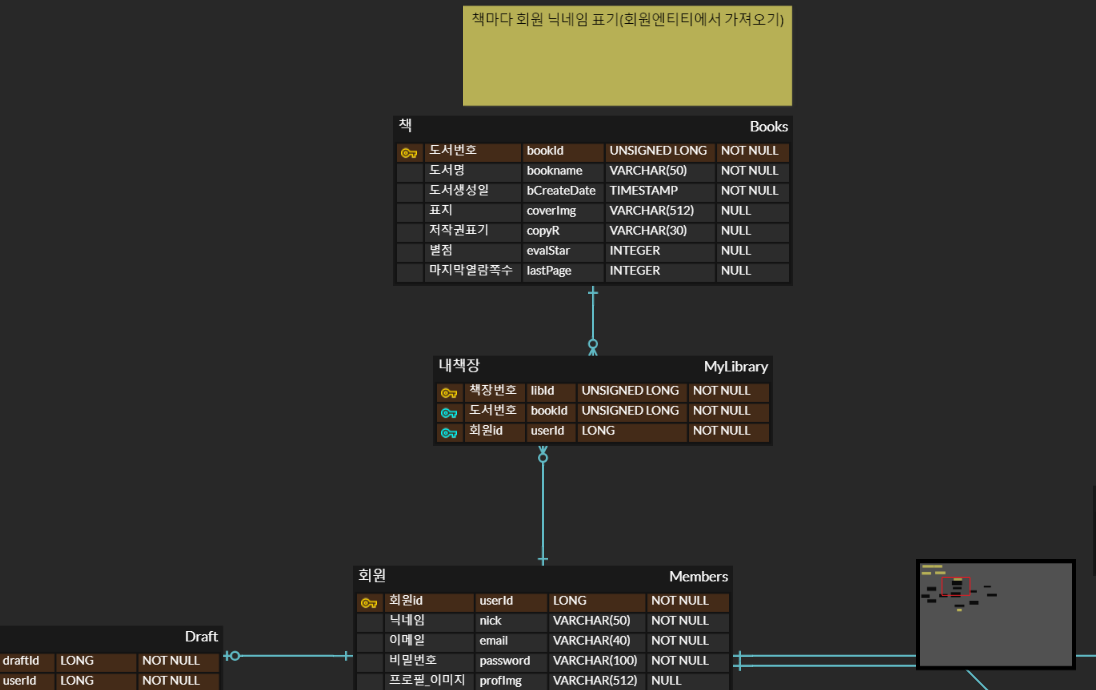 책마다 회원 닉네임 표기(회원엔티티에서 가져오기)
책 Books
도서번호 bookId UNSIGNED LONG NOT NULL
도서명 bookname VARCHAR(50) NOT NULL
도서생성일 bCreateDate TIMESTAMP NOT NULL
표지 coverImg VARCHAR(512) NULL
저작권표기 copyR VARCHAR(30) NULL
별점 evalStar INTEGER NULL
마지막열람쪽수 lastPage INTEGER NULL
내책장 MyLibrary
책장번호 libId UNSIGNED LONG NOT NULL
도서번호 bookId UNSIGNED LONG NOT NULL
회원id userId LONG NOT NULL
회원 Members
회원id userId LONG NOT NULL
닉네임 nick VARCHAR(50) NOT NULL
이메일 email VARCHAR(40) NOT NULL
비밀번호 password VARCHAR(100) NOT NULL
프로필_이미지 profImg VARCHAR(512) NULL
Draft
draftId LONG NOT NULL
userId LONG NOT NULL